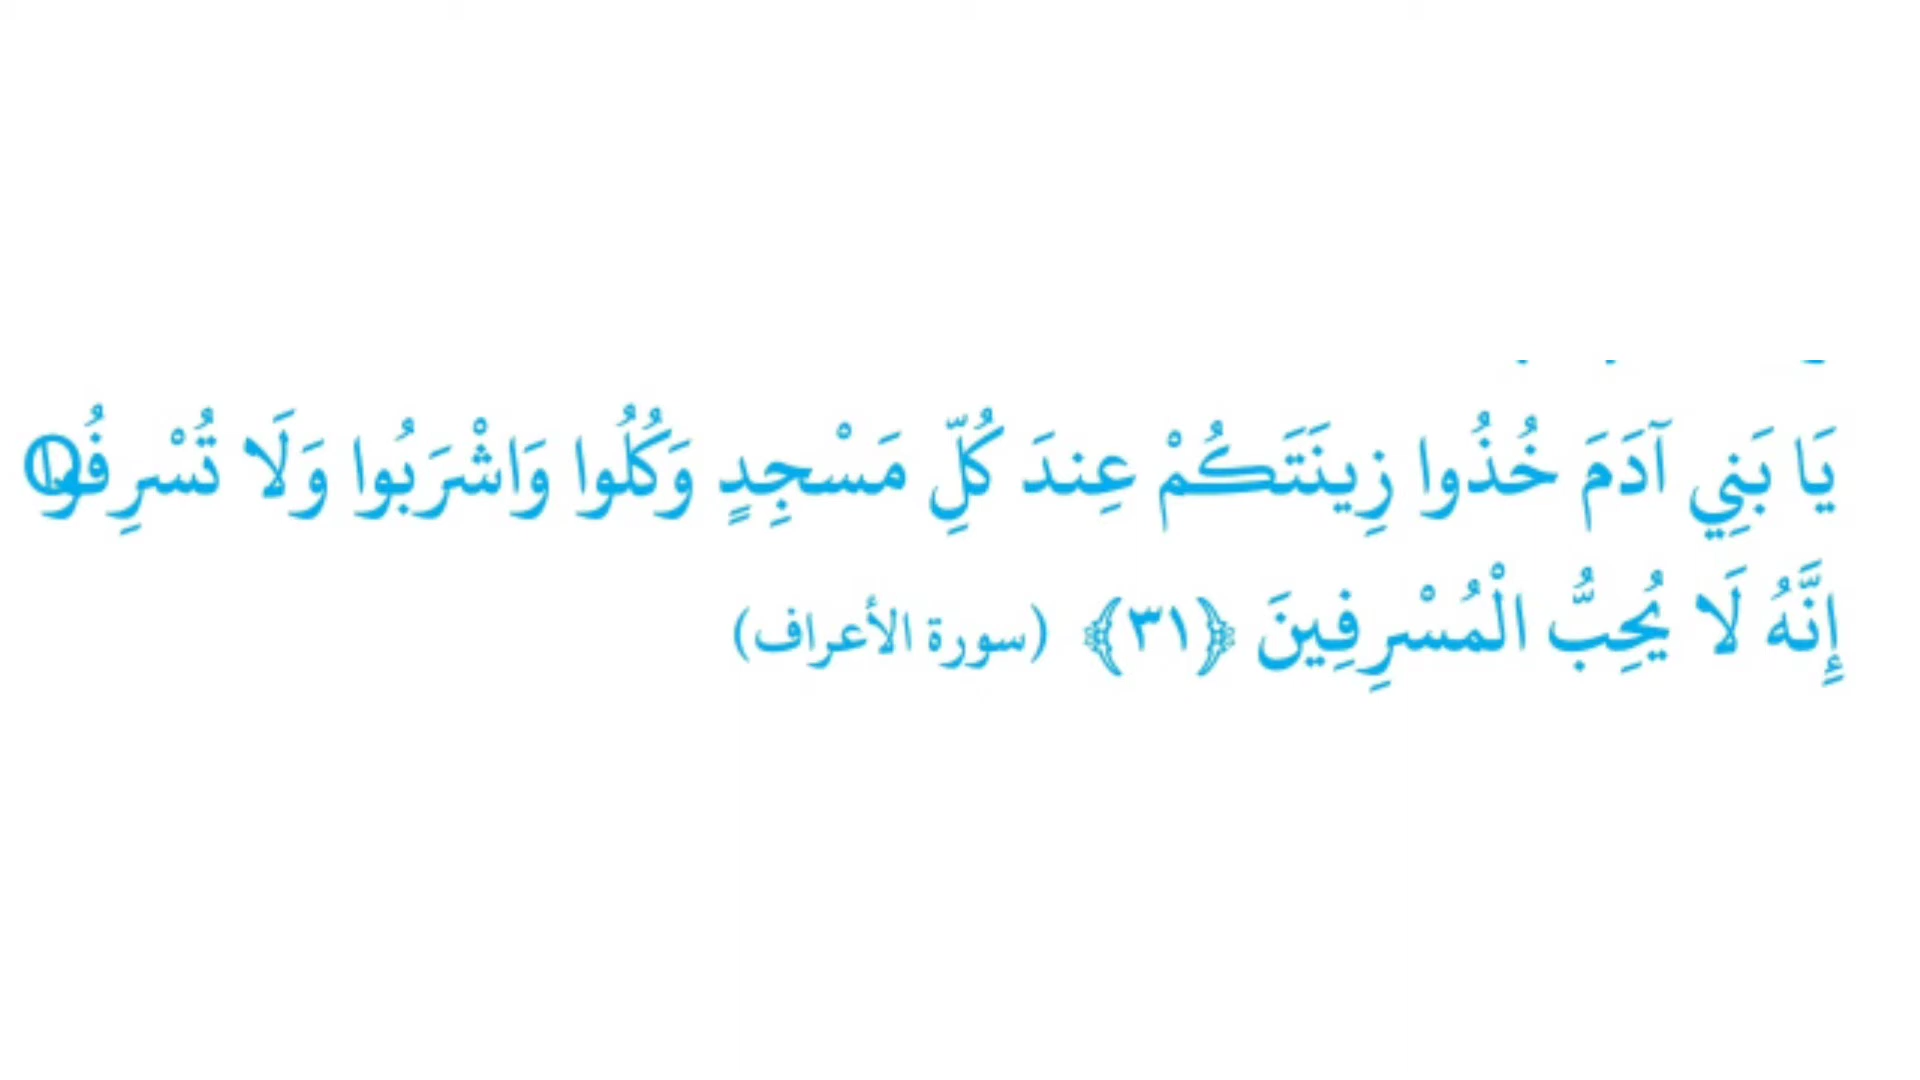 يَا بَنِي آدَمَ خُذُوا زِينَتَكُمْ عِندَ كُلِّ مَسْجِدٍ وَكُلُوا وَاشْرَبُوا وَلَا تُسْرِفُوا
إِنَّهُ لَا يُحِبُّ الْمُسْرِفِينَ ﴿٣١﴾ (سورة الأعراف)